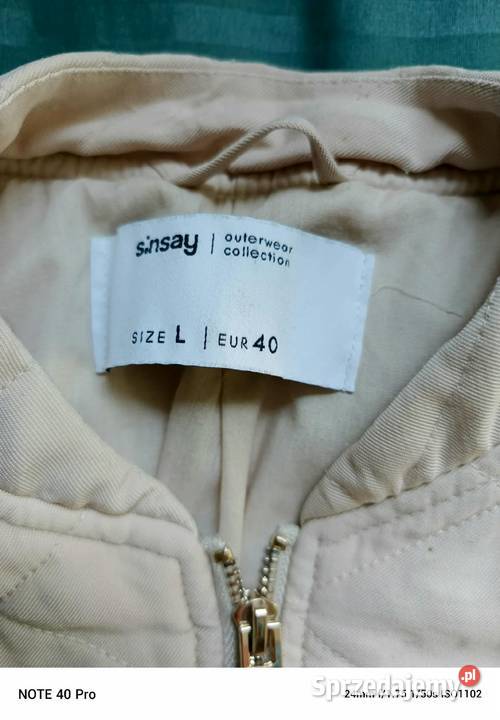 sinsay | outerwear
collection
SIZE L | EUR 40
NOTE 40 Pro
Sprzedajemy.pl